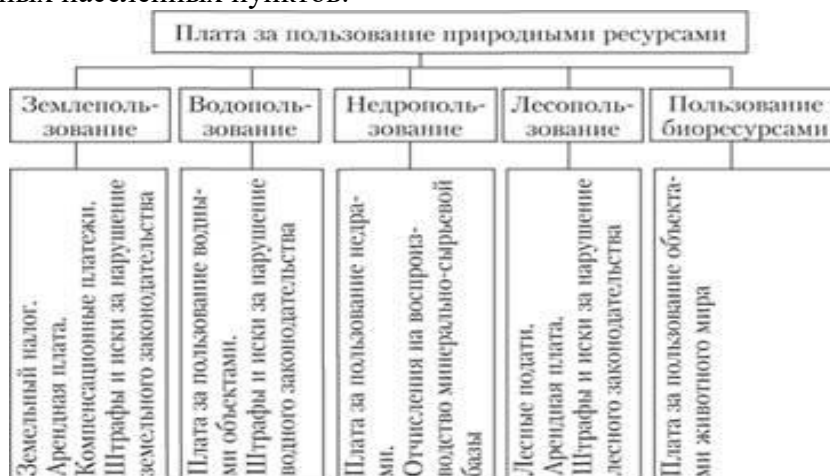 ных населенных пунктов.
Плата за пользование природными ресурсами
Землеполь-
зование
Водополь-
зование
Недрополь-
зование
Лесополь-
зование
Пользование
биоресурсами
Земельный налог.
Арендная плата.
Компенсационные платежи.
Штрафы и иски за нарушение
земельного законодательства
Плата за пользование водны-
ми объектами.
Штрафы и иски за нарушение
водного законодательства
Плата за пользование недра-
ми.
Отчисления на воспроиз-
водство минерально-сырьевой
базы
Лесные подати.
Арендная плата.
Штрафы и иски за нарушение
лесного законодательства
Плата за пользование объекта-
ми животного мира